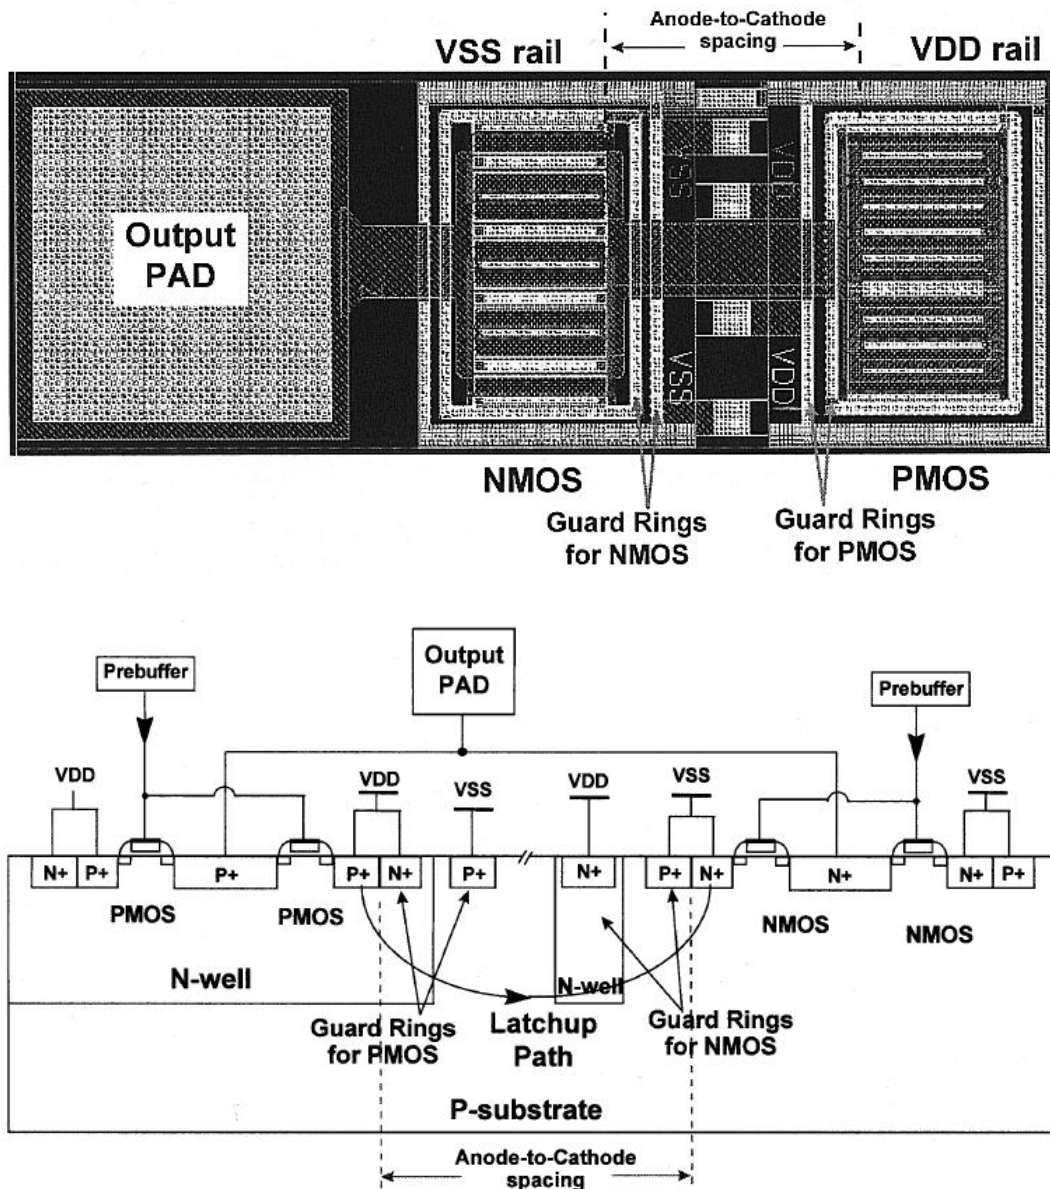 Anode-to-Cathode
spacing
VSS rail
VDD rail
Output
PAD
VSS
VDD
VSS
VDD
NMOS
PMOS
Guard Rings
for NMOS
Guard Rings
for PMOS
Output
PAD
Prebuffer
Prebuffer
VDD
VDD
VSS
VDD
VSS
VSS
N+
P+
P+
P+
N+
P+
N+
P+
N+
N+
N+
P+
PMOS
PMOS
NMOS
NMOS
N-well
N-well
Guard Rings
for PMOS
Latchup
Path
Guard Rings
for NMOS
P-substrate
Anode-to-Cathode
spacing